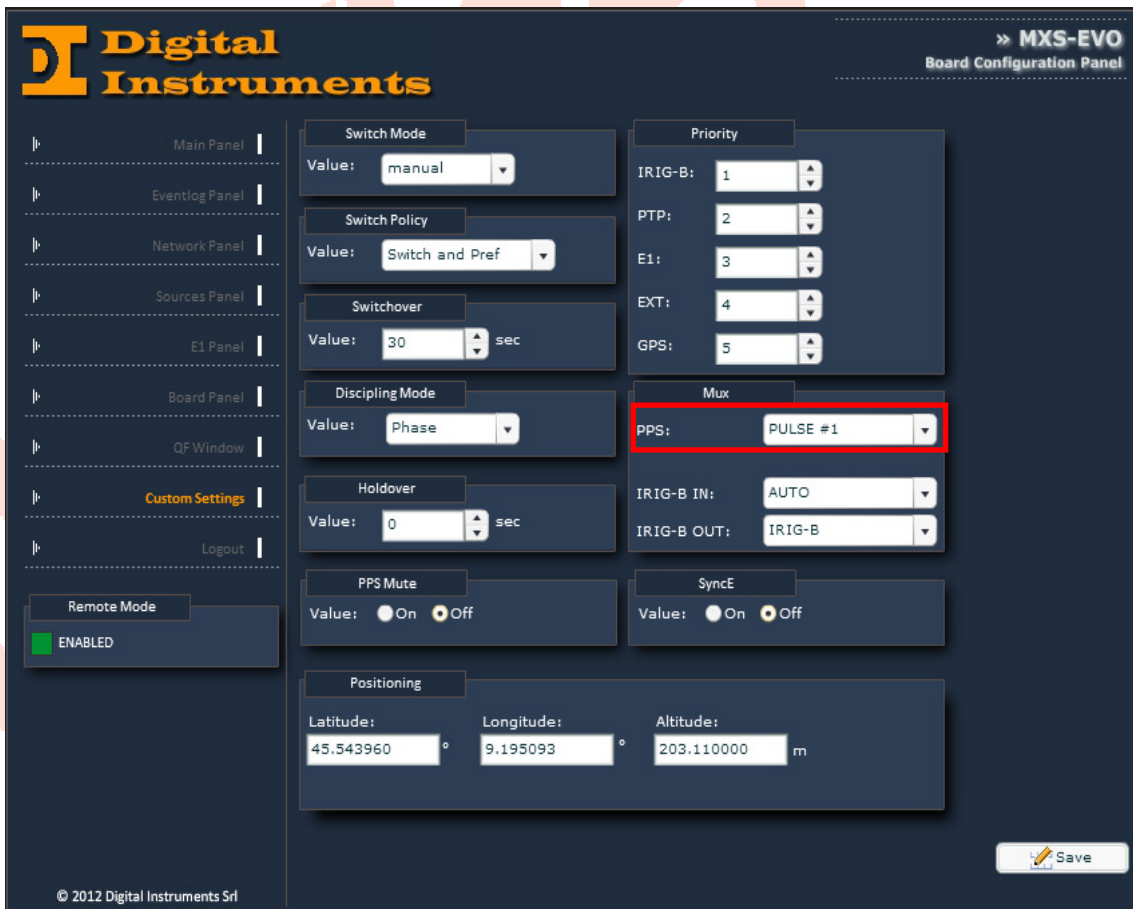 Digital
Instruments
» MXS-EVO
Board Configuration Panel
Main Panel
Eventlog Panel
Network Panel
Sources Panel
E1 Panel
Board Panel
QF Window
Custom Settings
Logout
Remote Mode
ENABLED
© 2012 Digital Instruments Srl
Switch Mode
Value: manual
Switch Policy
Value: Switch and Pref
Switchover
Value: 30 sec
Discipling Mode
Value: Phase
Holdover
Value: 0 sec
PPS Mute
Value: On Off
Priority
IRIG-B: 1
PTP: 2
E1: 3
EXT: 4
GPS: 5
Mux
PPS: PULSE #1
IRIG-B IN: AUTO
IRIG-B OUT: IRIG-B
SyncE
Value: On Off
Positioning
Latitude: Longitude: Altitude:
45.543960 ° 9.195093 ° 203.110000 m
Save